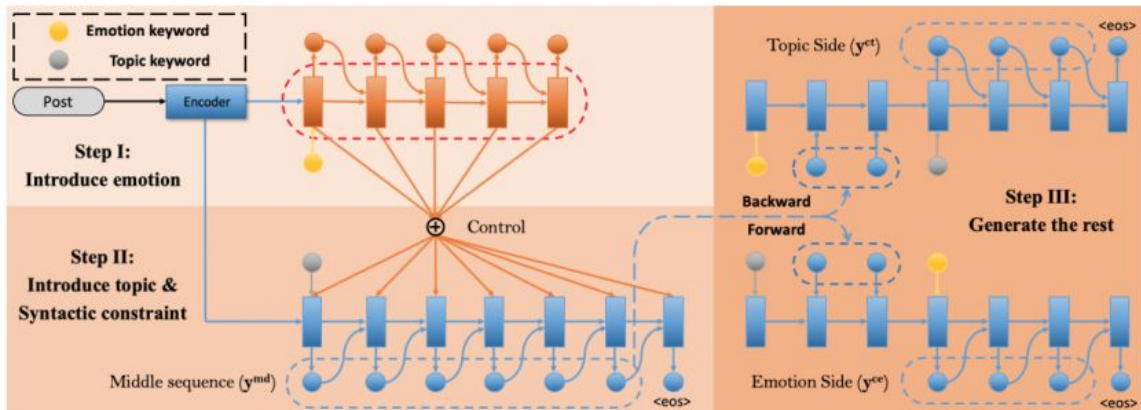 Emotion keyword
Topic keyword
Post
Encoder
Step I:
Introduce emotion
Control
Step II:
Introduce topic &
Syntactic constraint
Middle sequence (y^md)
<eos>
Topic Side (y^ct)
<eos>
Backward
Forward
Step III:
Generate the rest
Emotion Side (y^ce)
<eos>